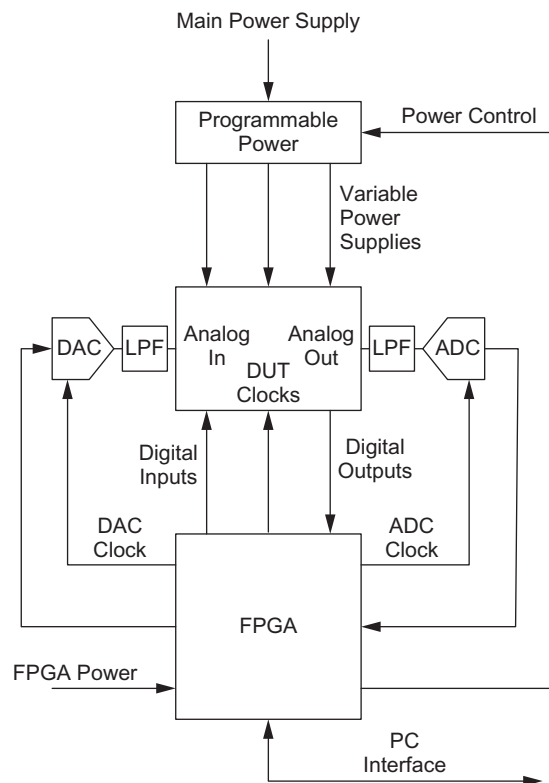 Main Power Supply
Programmable
Power
Power Control
Variable
Power
Supplies
DAC
LPF
Analog
In
Analog
Out
LPF
ADC
DUT
Clocks
Digital
Inputs
Digital
Outputs
DAC
Clock
ADC
Clock
FPGA
FPGA Power
PC
Interface